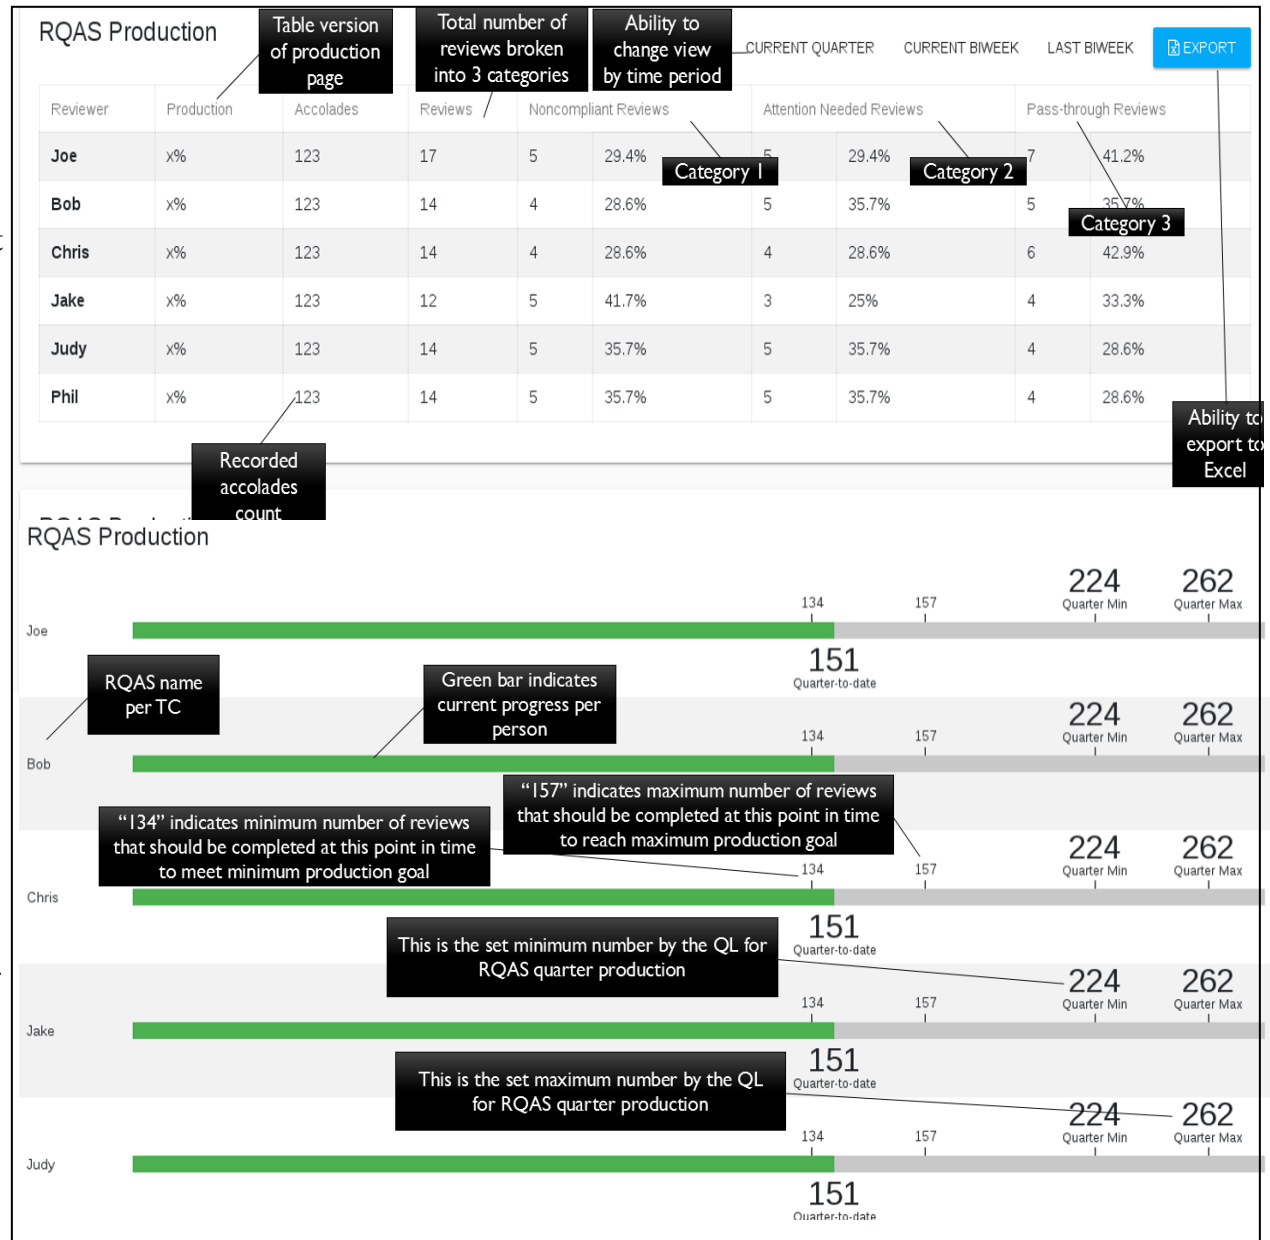 RQAS Production
Table version
of production
page
Total number of
reviews broken
into 3 categories
Ability to
change view
by time period
CURRENT QUARTER CURRENT BIWEEK LAST BIWEEK EXPORT
Reviewer Production Accolades Reviews Noncompliant Reviews Attention Needed Reviews Pass-through Reviews
Joe x% 123 17 5 29.4% 5 29.4% 7 41.2%
Category 1
Category 2
Bob x% 123 14 4 28.6% 5 35.7% 5 35.7%
Category 3
Chris x% 123 14 4 28.6% 4 28.6% 6 42.9%
Jake x% 123 12 5 41.7% 3 25% 4 33.3%
Judy x% 123 14 5 35.7% 5 35.7% 4 28.6%
Phil x% 123 14 5 35.7% 5 35.7% 4 28.6%
Ability to
export to
Excel
Recorded
accolades
count
RQAS Production
224 262
134 157 Quarter Min Quarter Max
Joe
151
Quarter-to-date
RQAS name
per TC
Green bar indicates
current progress per
person
224 262
134 157 Quarter Min Quarter Max
Bob
“157” indicates maximum number of reviews
that should be completed at this point in time
to reach maximum production goal
“134” indicates minimum number of reviews
that should be completed at this point in time
to meet minimum production goal
224 262
134 157 Quarter Min Quarter Max
Chris
151
Quarter-to-date
This is the set minimum number by the QL for
RQAS quarter production
224 262
134 157 Quarter Min Quarter Max
Jake
151
Quarter-to-date
This is the set maximum number by the QL
for RQAS quarter production
224 262
134 157 Quarter Min Quarter Max
Judy
151
Quarter-to-date